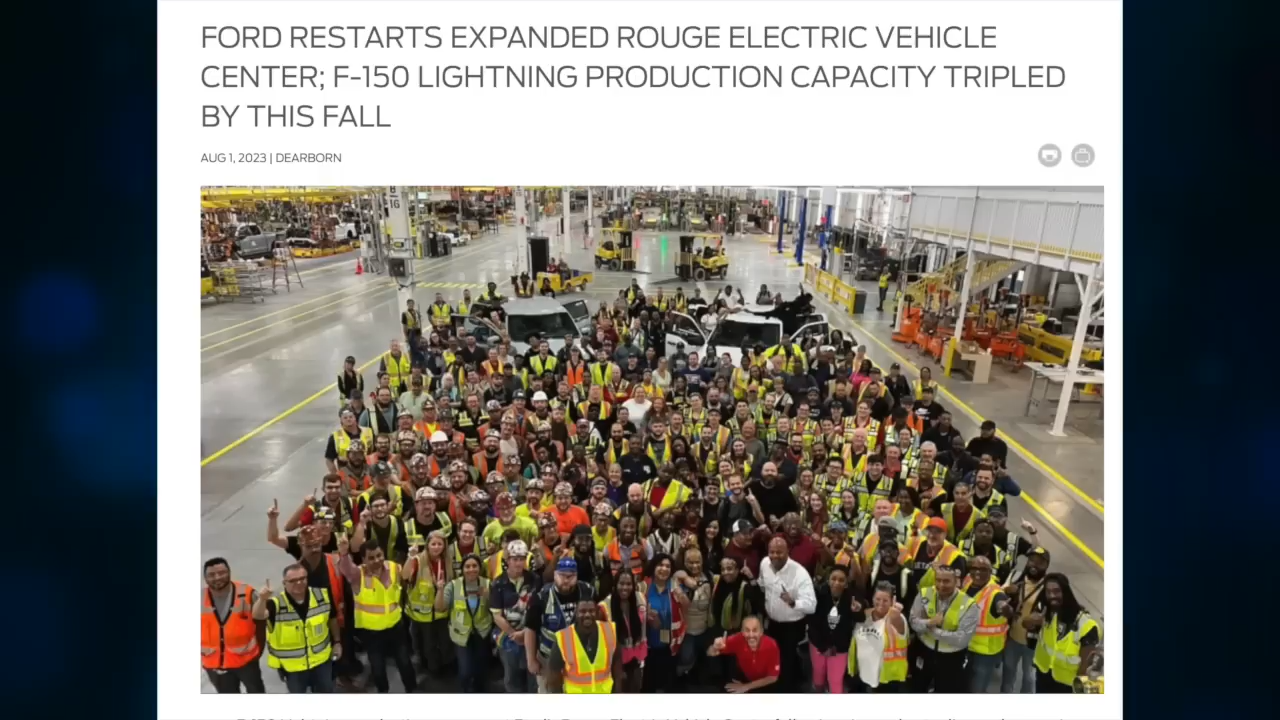 FORD RESTARTS EXPANDED ROUGE ELECTRIC VEHICLE
CENTER; F-150 LIGHTNING PRODUCTION CAPACITY TRIPLED
BY THIS FALL
AUG 1, 2023 | DEARBORN
16